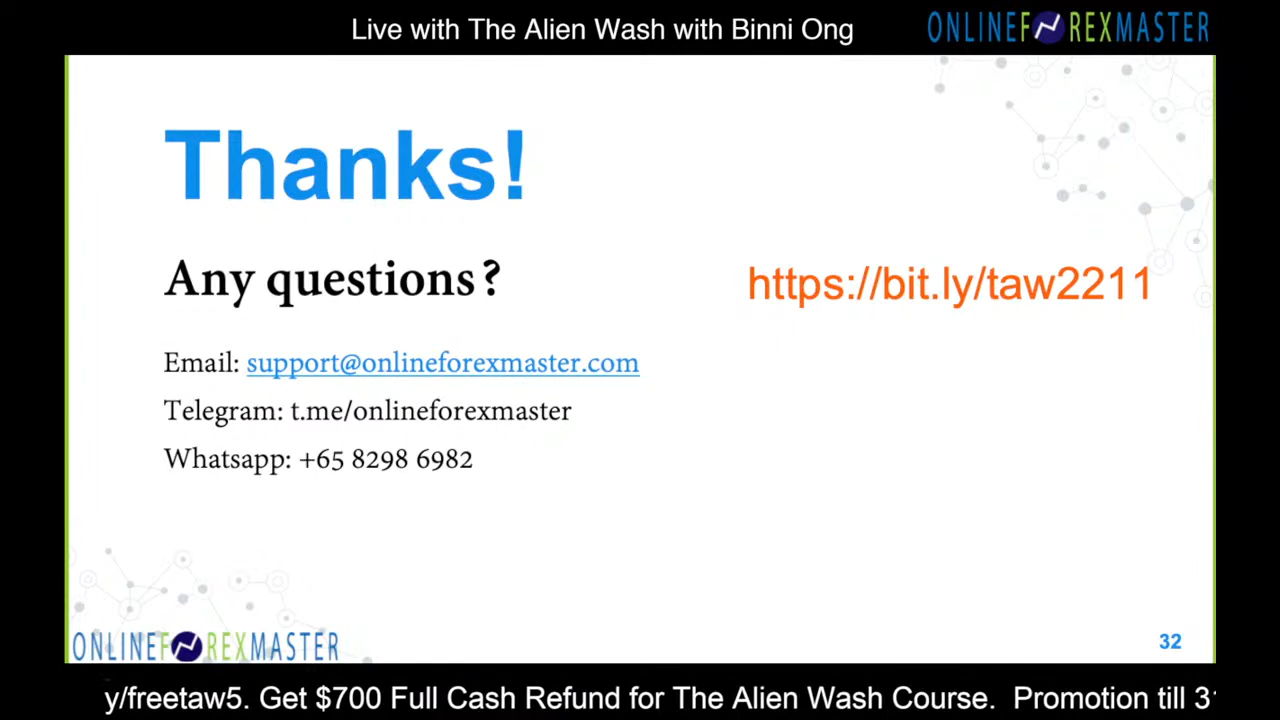 Live with The Alien Wash with Binni Ong
ONLINEFOREXMASTER
Thanks!
Any questions?
https://bit.ly/taw2211
Email: support@onlineforexmaster.com
Telegram: t.me/onlineforexmaster
Whatsapp: +65 8298 6982
ONLINEFOREXMASTER
32
y/freetaw5. Get $700 Full Cash Refund for The Alien Wash Course. Promotion till 3